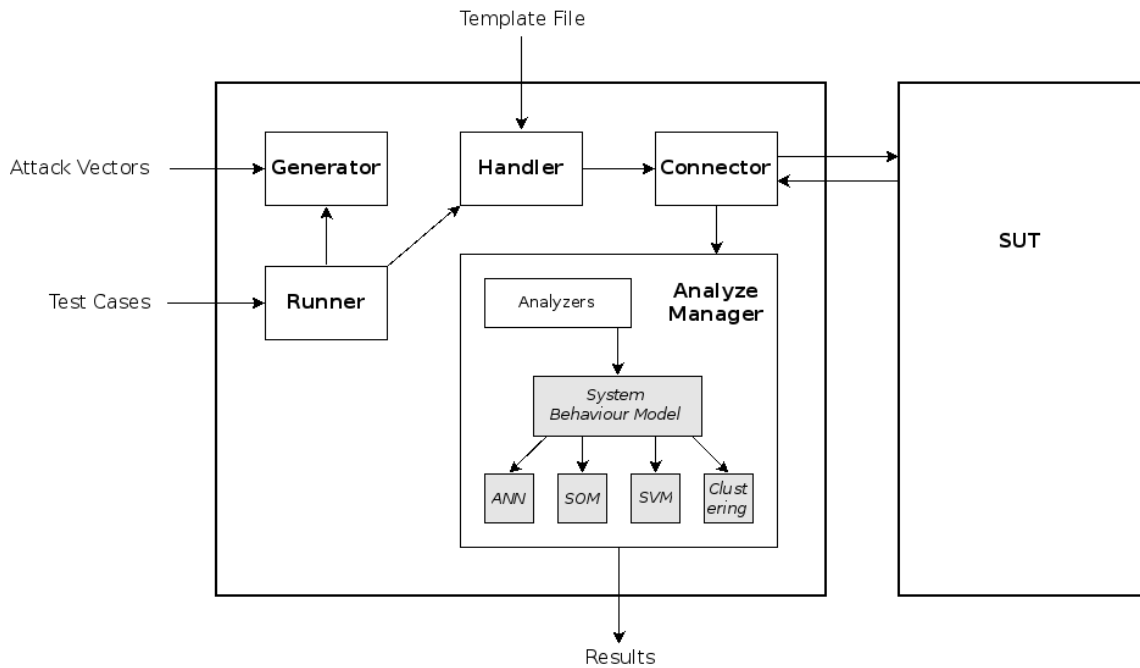 Template File
Attack Vectors
Generator
Handler
Connector
SUT
Test Cases
Runner
Analyzers
Analyze
Manager
System
Behaviour Model
ANN
SOM
SVM
Clust
ering
Results